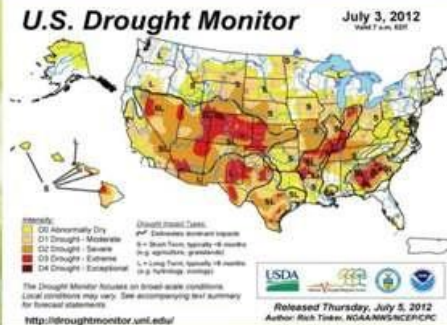 U.S. Drought Monitor
July 3, 2012
Valid 7 a.m. EDT
Intensity:
D0 Abnormally Dry
D1 Drought - Moderate
D2 Drought - Severe
D3 Drought - Extreme
D4 Drought - Exceptional
Drought Impact Types:
Delineates dominant impacts
S = Short-Term, typically <6 months
(e.g. agriculture, grasslands)
L = Long-Term, typically >6 months
(e.g. hydrology, ecology)
The Drought Monitor focuses on broad-scale conditions.
Local conditions may vary. See accompanying text summary
for forecast statements.
http://droughtmonitor.unl.edu/
USDA
Released Thursday, July 5, 2012
Author: Rich Tinker, NOAA/NWS/NCEP/CPC